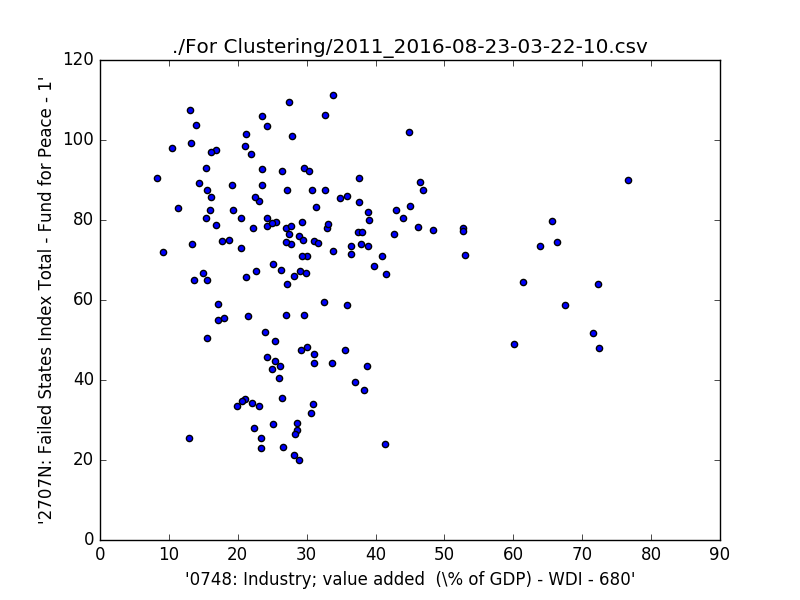 ./For Clustering/2011_2016-08-23-03-22-10.csv
'2707N: Failed States Index Total - Fund for Peace - 1'
120
100
80
60
40
20
0
0 10 20 30 40 50 60 70 80 90
'0748: Industry; value added  (\% of GDP) - WDI - 680'